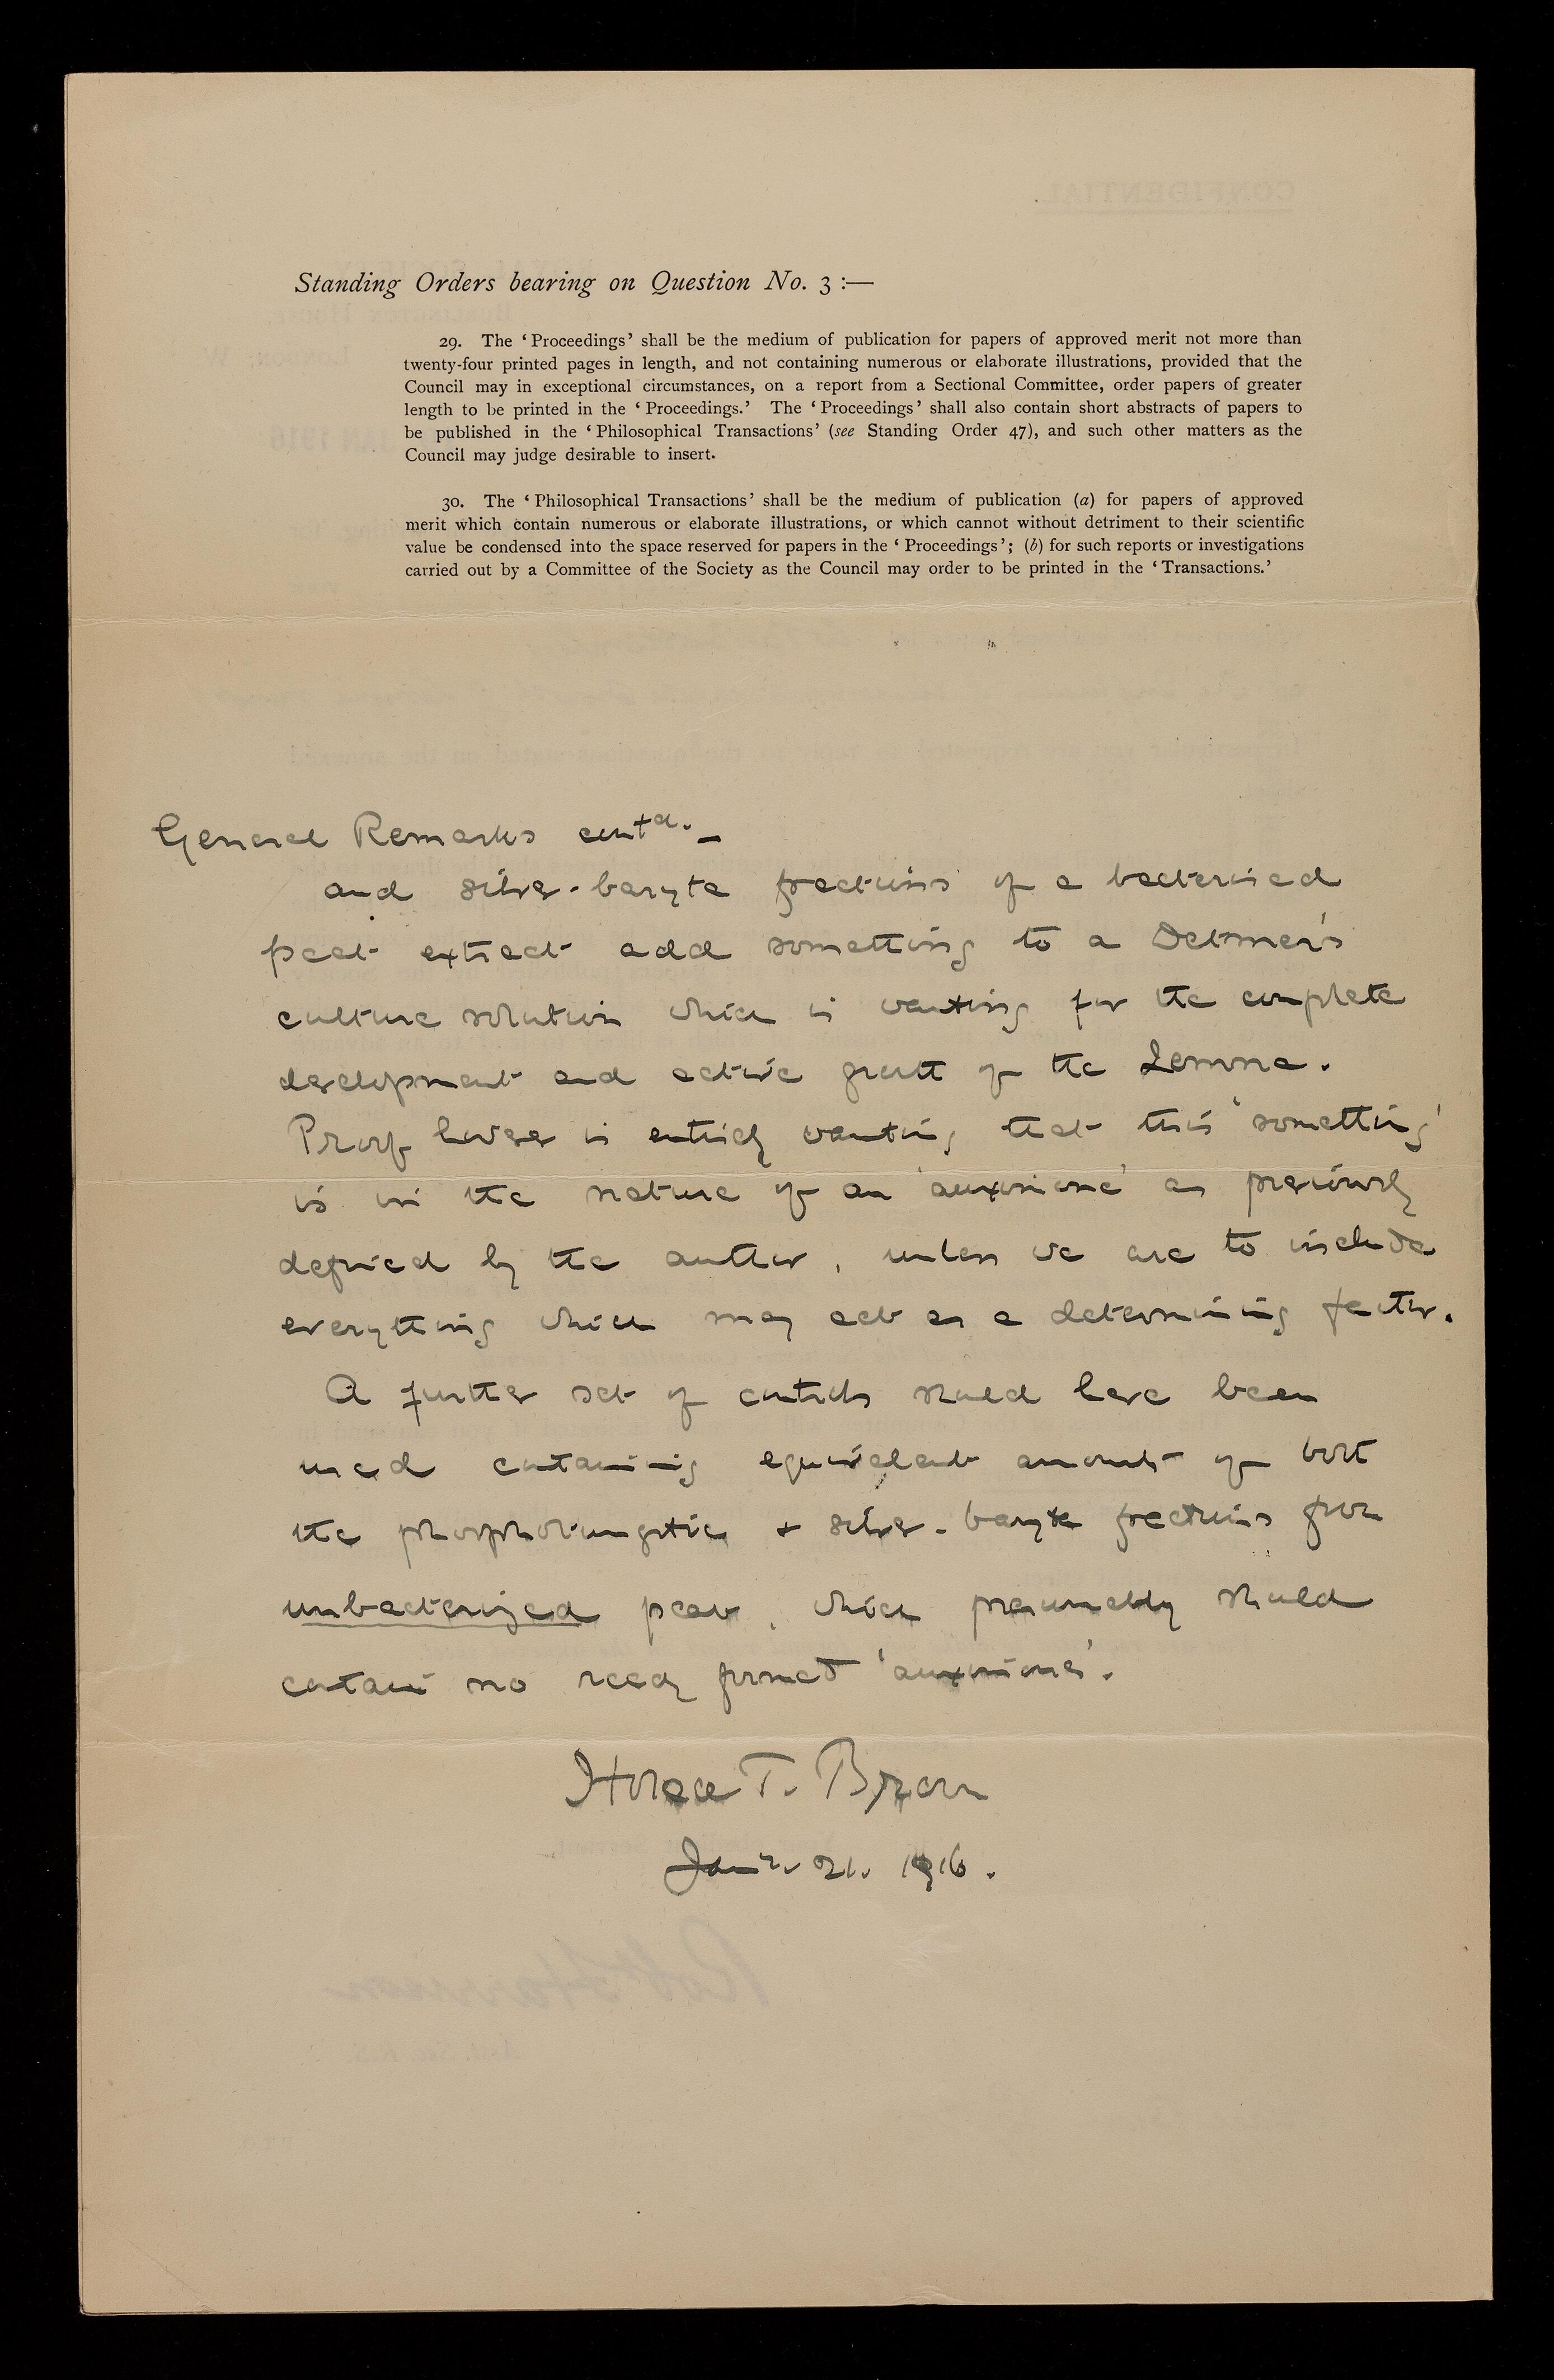 Standing Orders bearing on Question No. 3 :—
29. The ‘Proceedings’ shall be the medium of publication for papers of approved merit not more than
twenty-four printed pages in length, and not containing numerous or elaborate illustrations, provided that the
Council may in exceptional circumstances, on a report from a Sectional Committee, order papers of greater
length to be printed in the ‘Proceedings.’ The ‘Proceedings’ shall also contain short abstracts of papers to
be published in the ‘Philosophical Transactions’ (see Standing Order 47), and such other matters as the
Council may judge desirable to insert.
30. The ‘Philosophical Transactions’ shall be the medium of publication (a) for papers of approved
merit which contain numerous or elaborate illustrations, or which cannot without detriment to their scientific
value be condensed into the space reserved for papers in the ‘Proceedings’; (b) for such reports or investigations
carried out by a Committee of the Society as the Council may order to be printed in the ‘Transactions.’
General Remarks contd. –
and silver-baryta fractions of a bacterised
peat extract add something to a Detmer's
culture solution which is wanting for the complete
development and active growth of the Lemna.
Proof however is entirely wanting that this ‘something’
is in the nature of an ‘auximone’ as previously
defined by the author, unless we are to include
everything which may act as a determining factor.
A further set of controls should have been
used containing equivalent amounts of both
the phosphotungstic + silver-baryta fractions from
unbacterized peat, which presumably should
contain no ready formed ‘auximones’.
Horace T. Brown
Jany. 21. 1916.